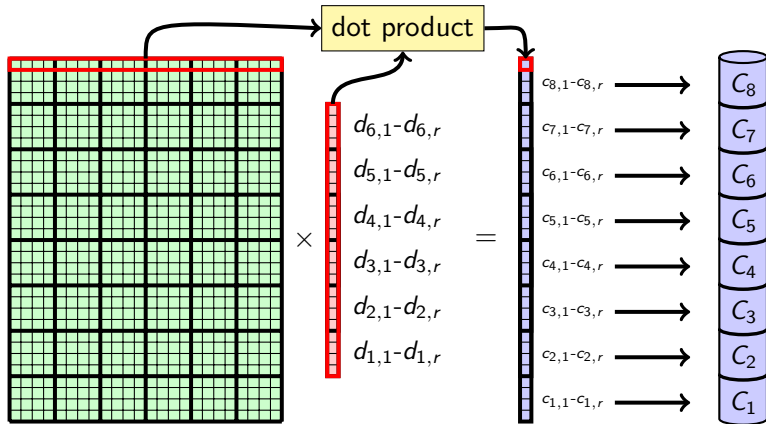 dot product
c8,1-c8,r C8
d6,1-d6,r c7,1-c7,r C7
d5,1-d5,r c6,1-c6,r C6
d4,1-d4,r c5,1-c5,r C5
× =
d3,1-d3,r c4,1-c4,r C4
d2,1-d2,r c3,1-c3,r C3
d1,1-d1,r c2,1-c2,r C2
c1,1-c1,r C1